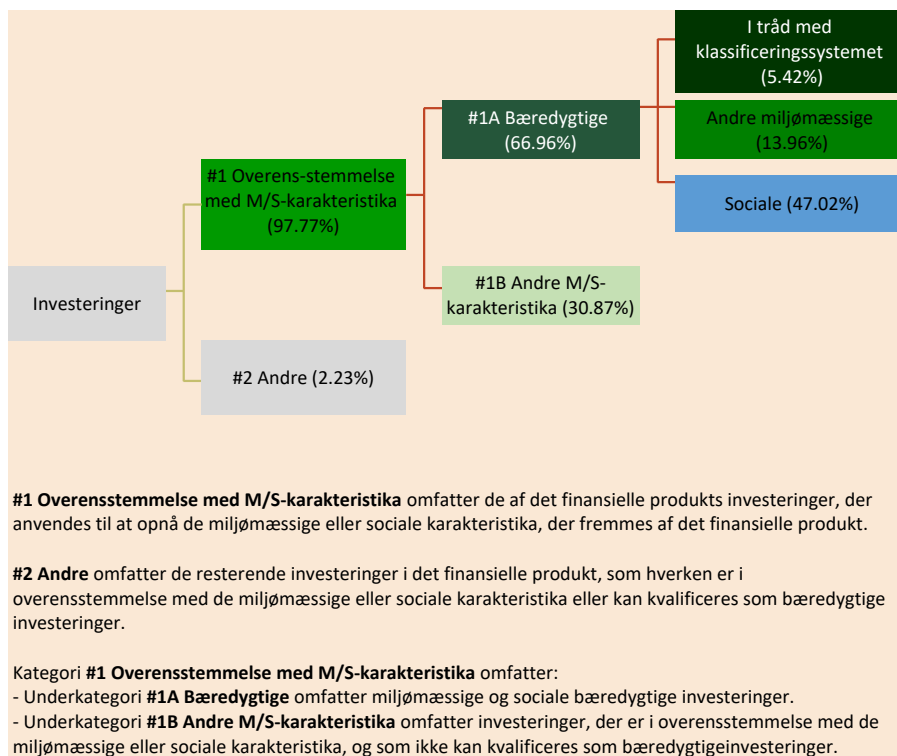 I tråd med
klassificeringssystemet
(5.42%)
#1A Bæredygtige
(66.96%)
Andre miljømæssige
(13.96%)
#1 Overens-stemmelse
med M/S-karakteristika
(97.77%)
Sociale (47.02%)
Investeringer
#1B Andre M/S-
karakteristika (30.87%)
#2 Andre (2.23%)
#1 Overensstemmelse med M/S-karakteristika omfatter de af det finansielle produkts investeringer, der
anvendes til at opnå de miljømæssige eller sociale karakteristika, der fremmes af det finansielle produkt.
#2 Andre omfatter de resterende investeringer i det finansielle produkt, som hverken er i
overensstemmelse med de miljømæssige eller sociale karakteristika eller kan kvalificeres som bæredygtige
investeringer.
Kategori #1 Overensstemmelse med M/S-karakteristika omfatter:
- Underkategori #1A Bæredygtige omfatter miljømæssige og sociale bæredygtige investeringer.
- Underkategori #1B Andre M/S-karakteristika omfatter investeringer, der er i overensstemmelse med de
miljømæssige eller sociale karakteristika, og som ikke kan kvalificeres som bæredygtigeinvesteringer.